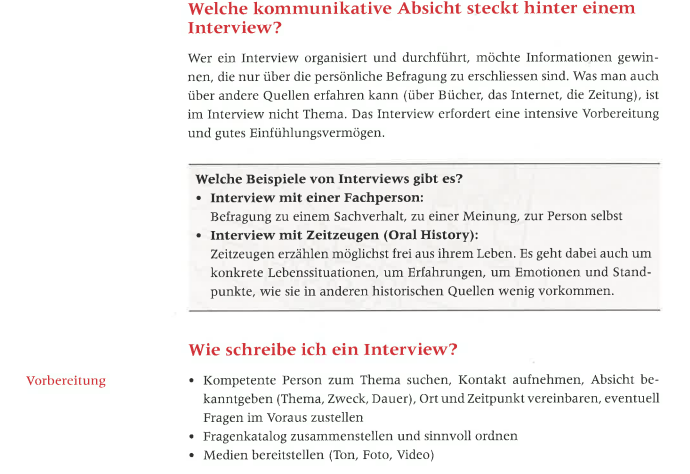 Welche kommunikative Absicht steckt hinter einem
Interview?
Wer ein Interview organisiert und durchführt, möchte Informationen gewin-
nen, die nur über die persönliche Befragung zu erschliessen sind. Was man auch
über andere Quellen erfahren kann (über Bücher, das Internet, die Zeitung), ist
im Interview nicht Thema. Das Interview erfordert eine intensive Vorbereitung
und gutes Einfühlungsvermögen.
Welche Beispiele von Interviews gibt es?
• Interview mit einer Fachperson:
Befragung zu einem Sachverhalt, zu einer Meinung, zur Person selbst
• Interview mit Zeitzeugen (Oral History):
Zeitzeugen erzählen möglichst frei aus ihrem Leben. Es geht dabei auch um
konkrete Lebenssituationen, um Erfahrungen, um Emotionen und Stand-
punkte, wie sie in anderen historischen Quellen wenig vorkommen.
Wie schreibe ich ein Interview?
Vorbereitung
• Kompetente Person zum Thema suchen, Kontakt aufnehmen, Absicht be-
kanntgeben (Thema, Zweck, Dauer), Ort und Zeitpunkt vereinbaren, eventuell
Fragen im Voraus zustellen
• Fragenkatalog zusammenstellen und sinnvoll ordnen
• Medien bereitstellen (Ton, Foto, Video)